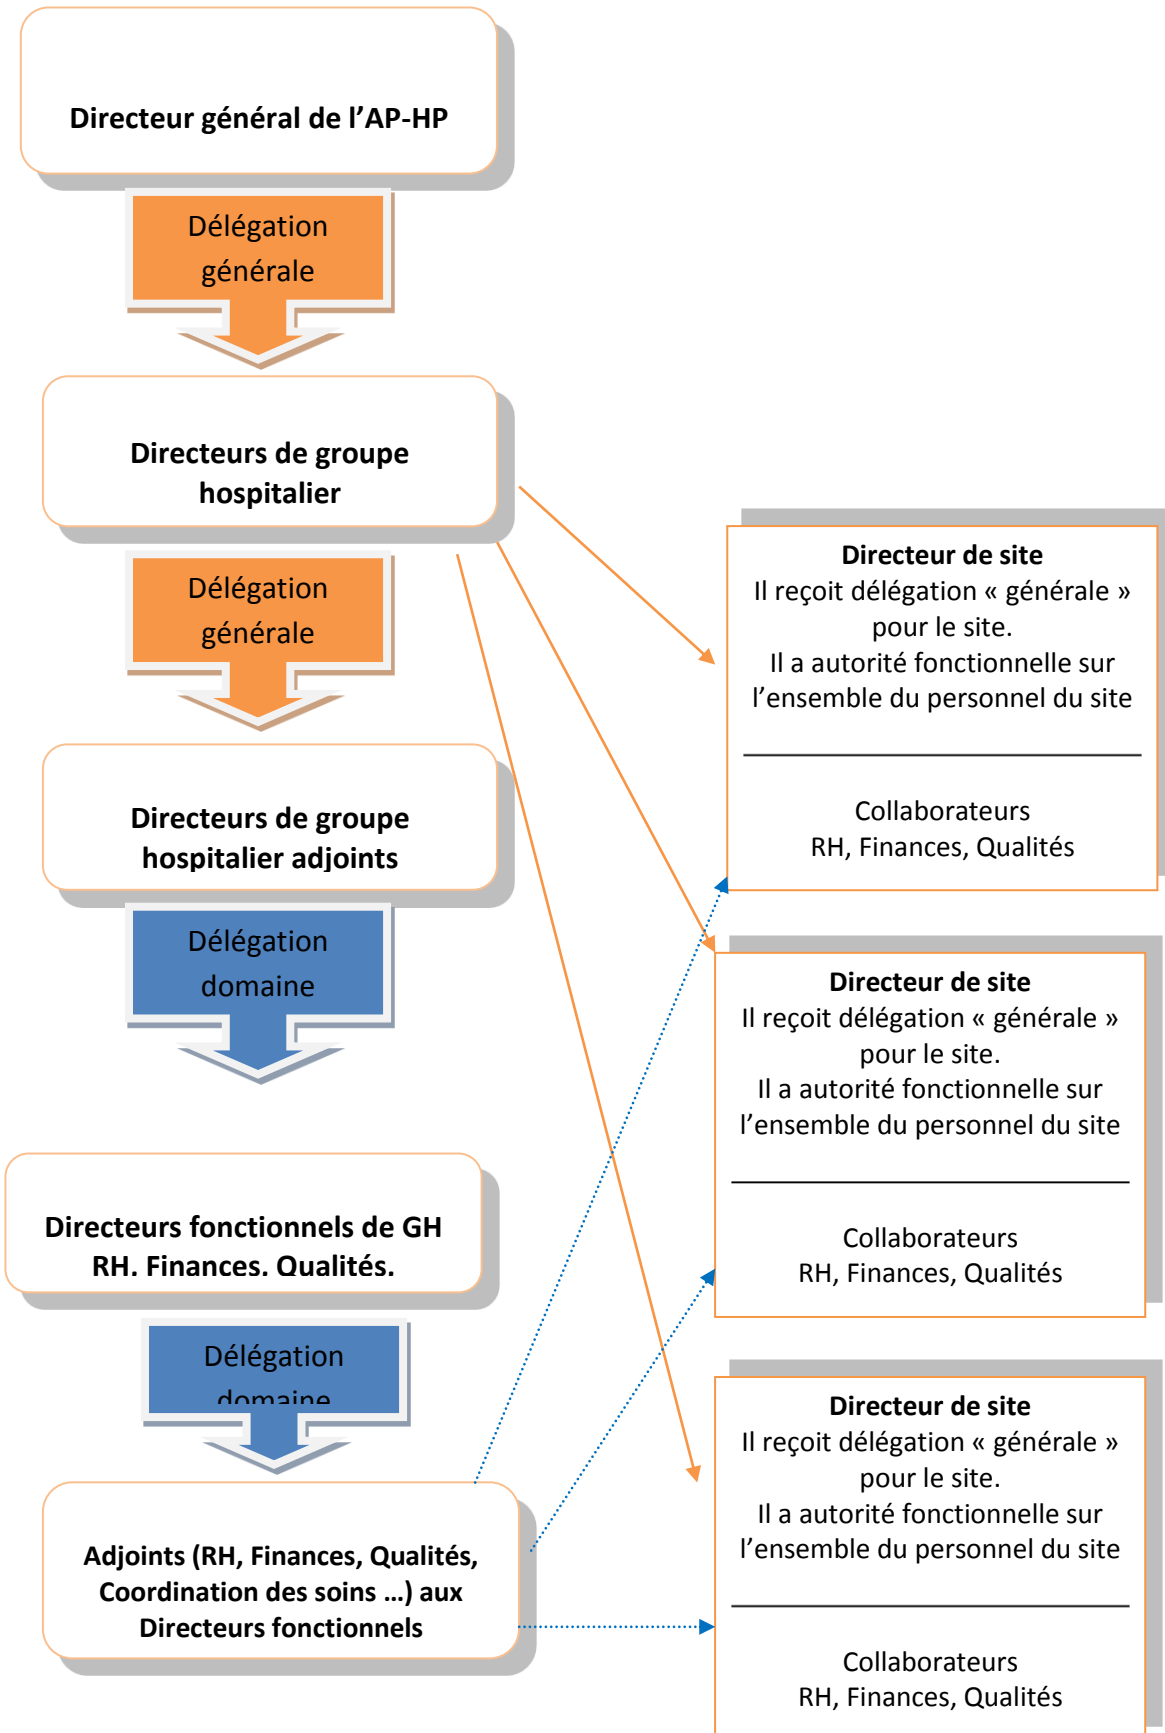 Directeur général de l’AP-HP
Délégation
générale
Directeurs de groupe
hospitalier
Délégation
générale
Directeurs de groupe
hospitalier adjoints
Délégation
domaine
Directeurs fonctionnels de GH
RH. Finances. Qualités.
Délégation
domaine
Adjoints (RH, Finances, Qualités,
Coordination des soins …) aux
Directeurs fonctionnels
Directeur de site
Il reçoit délégation « générale »
pour le site.
Il a autorité fonctionnelle sur
l’ensemble du personnel du site
Collaborateurs
RH, Finances, Qualités
Directeur de site
Il reçoit délégation « générale »
pour le site.
Il a autorité fonctionnelle sur
l’ensemble du personnel du site
Collaborateurs
RH, Finances, Qualités
Directeur de site
Il reçoit délégation « générale »
pour le site.
Il a autorité fonctionnelle sur
l’ensemble du personnel du site
Collaborateurs
RH, Finances, Qualités